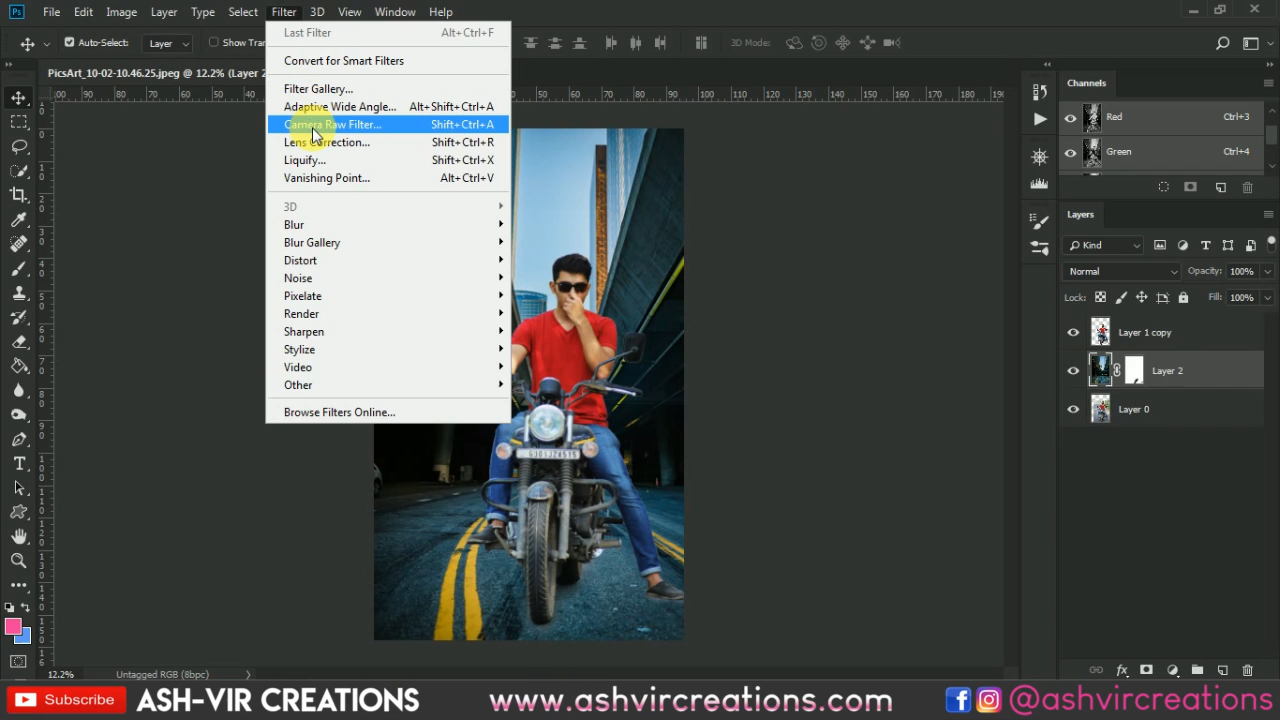 Ps File Edit Image Layer Type Select Filter 3D View Window Help
Auto-Select: Layer Show Tra 3D Mode:
PicsArt_10-02-10.46.25.jpeg @ 12.2% (Layer 2
Last Filter Alt+Ctrl+F
Convert for Smart Filters
Filter Gallery...
Adaptive Wide Angle... Alt+Shift+Ctrl+A
Camera Raw Filter... Shift+Ctrl+A
Lens Correction... Shift+Ctrl+R
Liquify... Shift+Ctrl+X
Vanishing Point... Alt+Ctrl+V
3D
Blur
Blur Gallery
Distort
Noise
Pixelate
Render
Sharpen
Stylize
Video
Other
Browse Filters Online...
Channels
Red Ctrl+3
Green Ctrl+4
Layers
Kind
Normal Opacity: 100%
Lock: Fill: 100%
Layer 1 copy
Layer 2
Layer 0
12.2% Untagged RGB (8bpc)
Subscribe ASH-VIR CREATIONS www.ashvircreations.com @ashvircreations